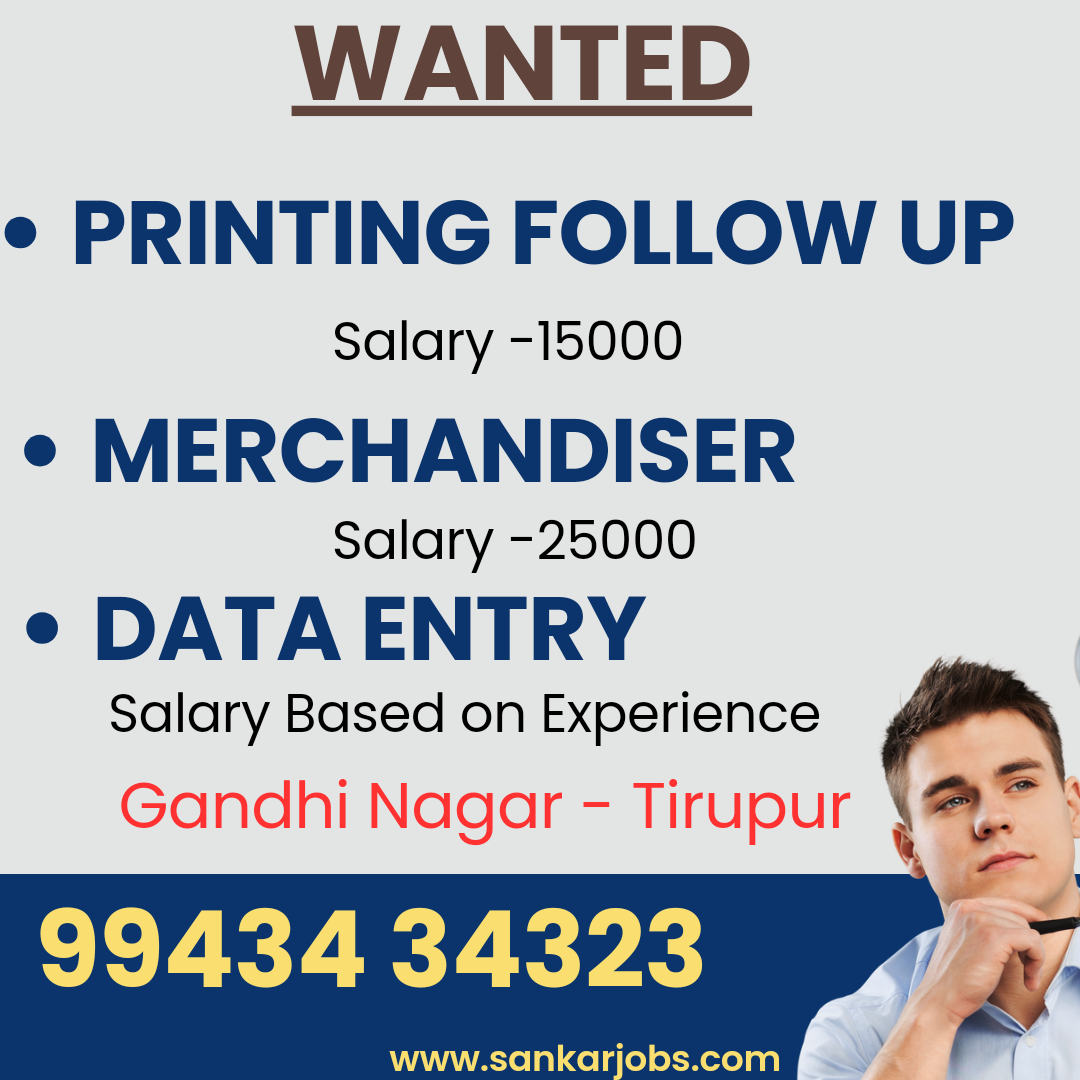 WANTED
• PRINTING FOLLOW UP
Salary -15000
• MERCHANDISER
Salary -25000
• DATA ENTRY
Salary Based on Experience
Gandhi Nagar - Tirupur
99434 34323
www.sankarjobs.com